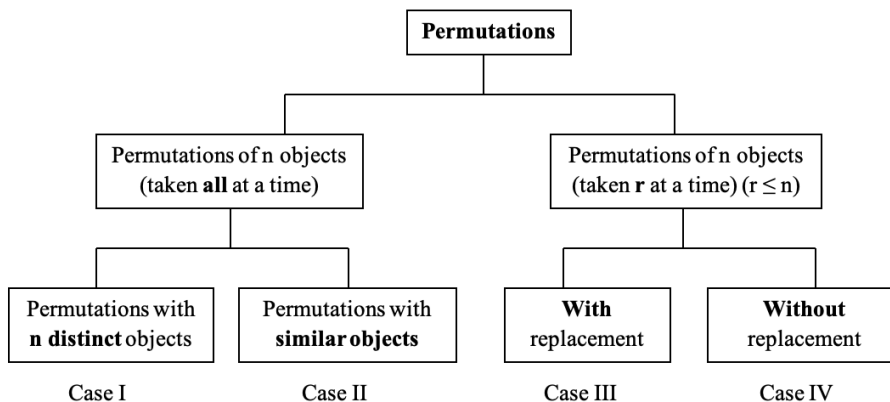 Permutations
Permutations of n objects
(taken all at a time)
Permutations of n objects
(taken r at a time) (r ≤ n)
Permutations with
n distinct objects
Permutations with
similar objects
With
replacement
Without
replacement
Case I
Case II
Case III
Case IV